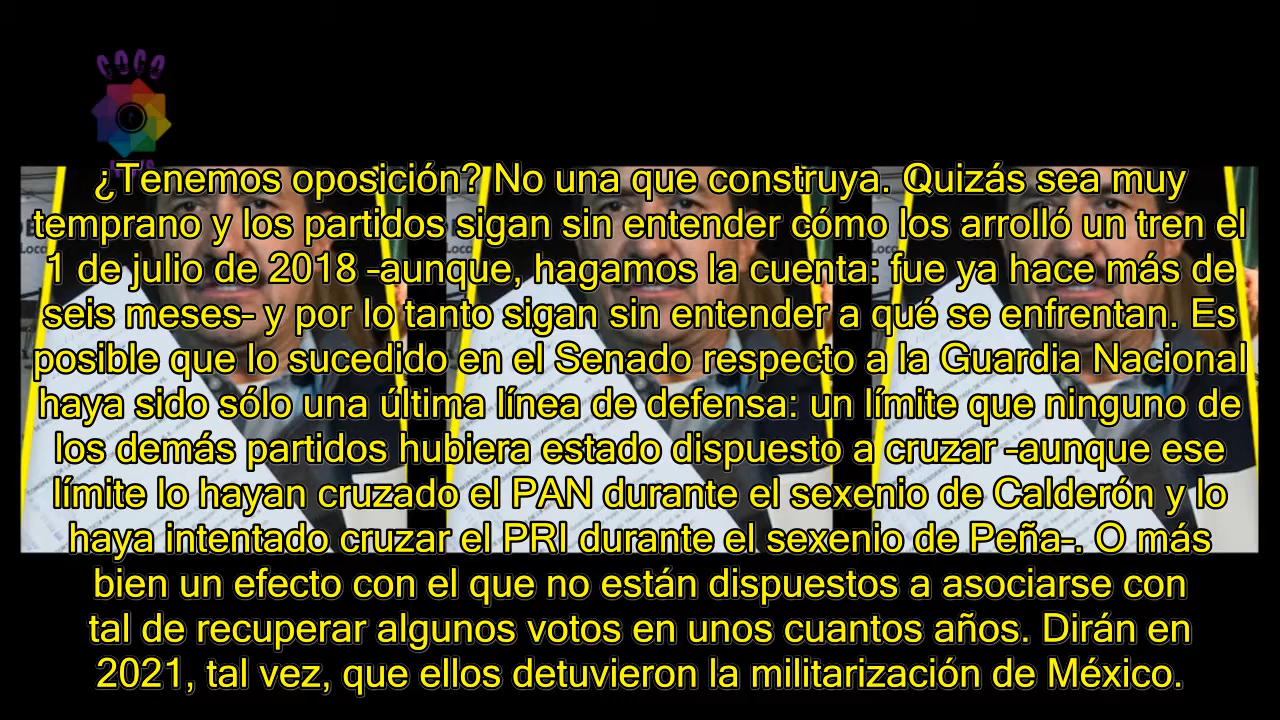 COCO
¿Tenemos oposición? No una que construya. Quizás sea muy
temprano y los partidos sigan sin entender cómo los arrolló un tren el
1 de julio de 2018 –aunque, hagamos la cuenta: fue ya hace más de
seis meses– y por lo tanto sigan sin entender a qué se enfrentan. Es
posible que lo sucedido en el Senado respecto a la Guardia Nacional
haya sido sólo una última línea de defensa: un límite que ninguno de
los demás partidos hubiera estado dispuesto a cruzar –aunque ese
límite lo hayan cruzado el PAN durante el sexenio de Calderón y lo
haya intentado cruzar el PRI durante el sexenio de Peña–. O más
bien un efecto con el que no están dispuestos a asociarse con
tal de recuperar algunos votos en unos cuantos años. Dirán en
2021, tal vez, que ellos detuvieron la militarización de México.